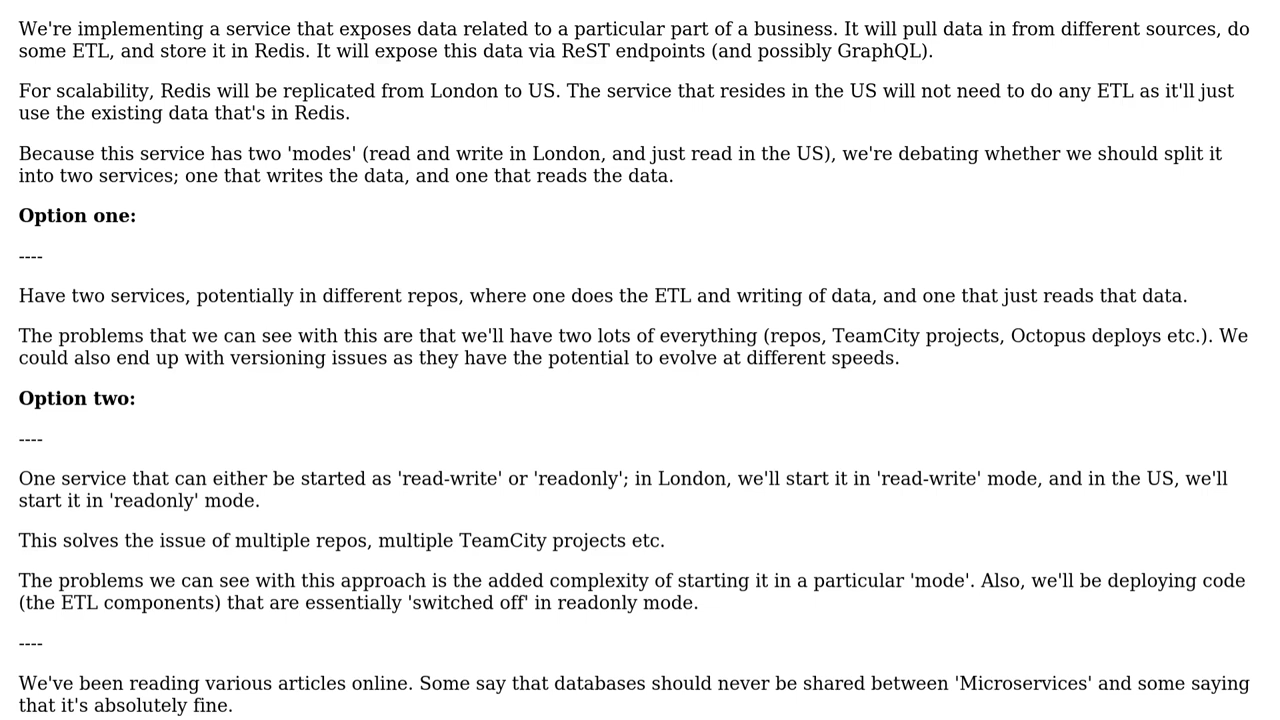 We're implementing a service that exposes data related to a particular part of a business. It will pull data in from different sources, do
some ETL, and store it in Redis. It will expose this data via ReST endpoints (and possibly GraphQL).
For scalability, Redis will be replicated from London to US. The service that resides in the US will not need to do any ETL as it'll just
use the existing data that's in Redis.
Because this service has two 'modes' (read and write in London, and just read in the US), we're debating whether we should split it
into two services; one that writes the data, and one that reads the data.
Option one:
----
Have two services, potentially in different repos, where one does the ETL and writing of data, and one that just reads that data.
The problems that we can see with this are that we'll have two lots of everything (repos, TeamCity projects, Octopus deploys etc.). We
could also end up with versioning issues as they have the potential to evolve at different speeds.
Option two:
----
One service that can either be started as 'read-write' or 'readonly'; in London, we'll start it in 'read-write' mode, and in the US, we'll
start it in 'readonly' mode.
This solves the issue of multiple repos, multiple TeamCity projects etc.
The problems we can see with this approach is the added complexity of starting it in a particular 'mode'. Also, we'll be deploying code
(the ETL components) that are essentially 'switched off' in readonly mode.
----
We've been reading various articles online. Some say that databases should never be shared between 'Microservices' and some saying
that it's absolutely fine.